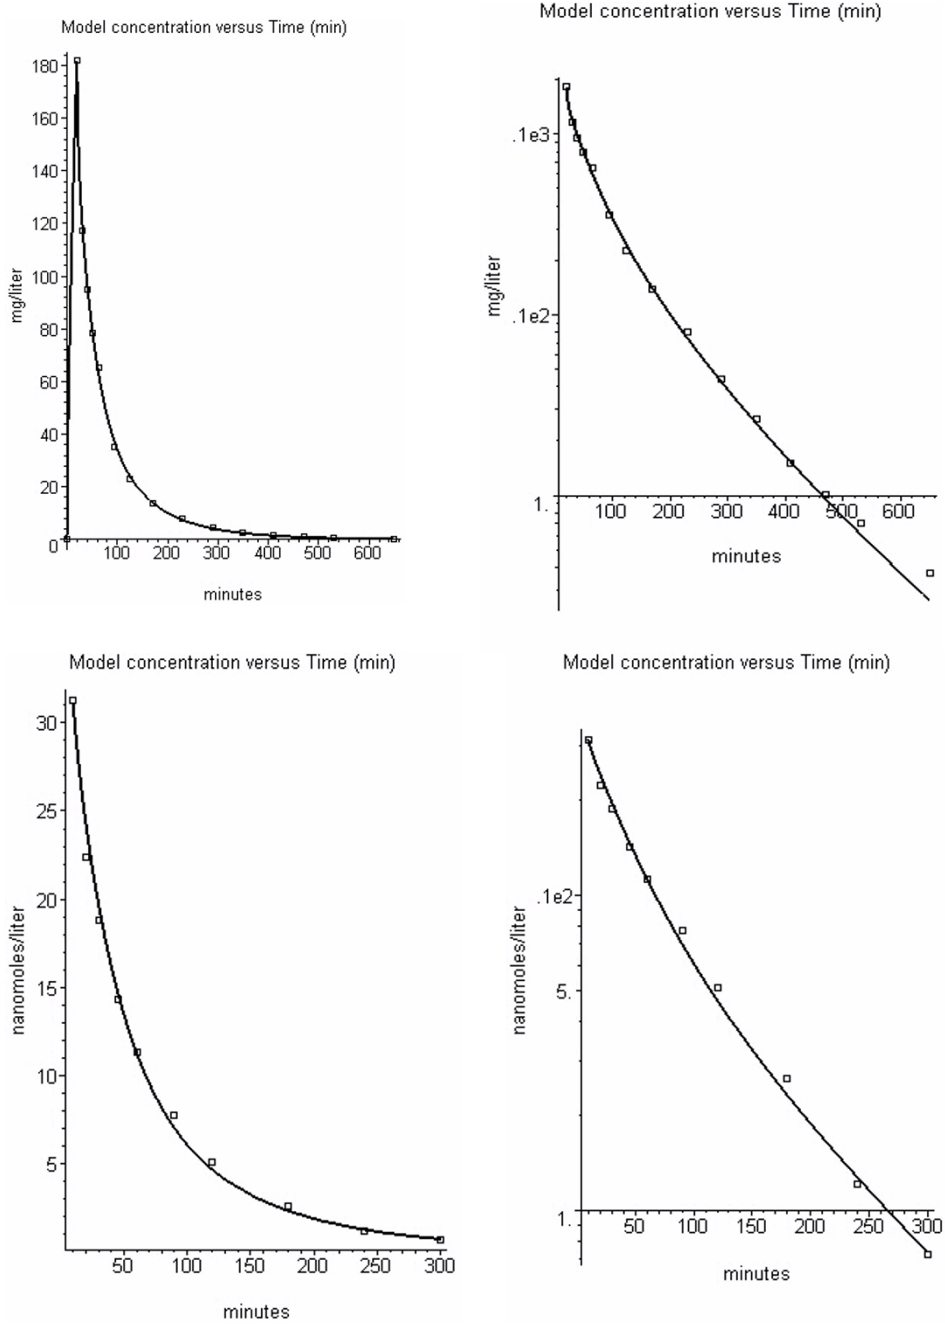 Model concentration versus Time (min)
180
160
140
120
100
80
60
40
20
0
mg/liter
100 200 300 400 500 600
minutes
Model concentration versus Time (min)
.1e3
.1e2
1.
mg/liter
100 200 300 400 500 600
minutes
Model concentration versus Time (min)
30
25
20
15
10
5
nanomoles/liter
50 100 150 200 250 300
minutes
Model concentration versus Time (min)
.1e2
5.
1.
nanomoles/liter
50 100 150 200 250 300
minutes